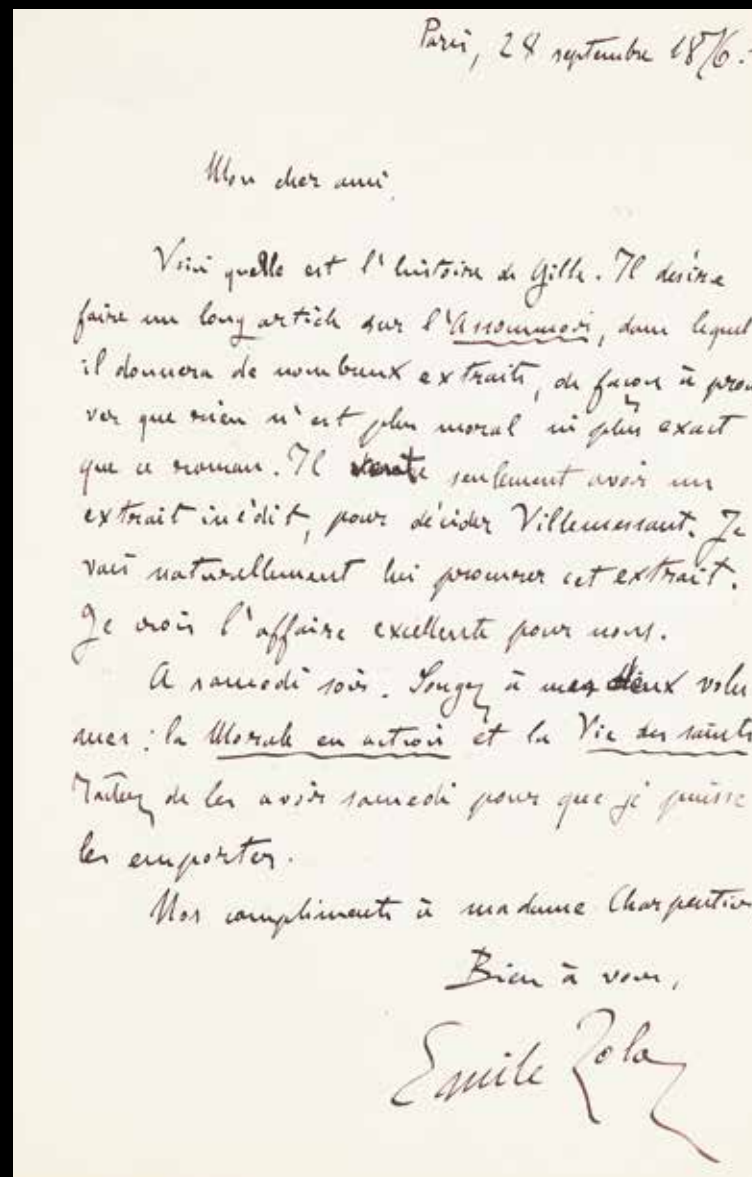 Paris, 28 septembre 1876.
Mon cher ami,
Voici quelle est l'histoire de Gille. Il désire
faire un long article sur l'Assommoir, dans lequel
il donnera de nombreux extraits, de façon à prou
ver que rien n'est plus moral ni plus exact
que ce roman. Il seulement avoir un
extrait inédit, pour décider Villemessant. Je
vais naturellement lui procurer cet extrait.
Je crois l'affaire excellente pour nous.
A samedi soir. Songez à mes deux volu
mes : la Morale en action et la Vie des saints
Tachez de les avoir samedi pour que je puisse
les emporter.
Nos compliments à madame Charpentier
Bien à vous,
Emile Zola